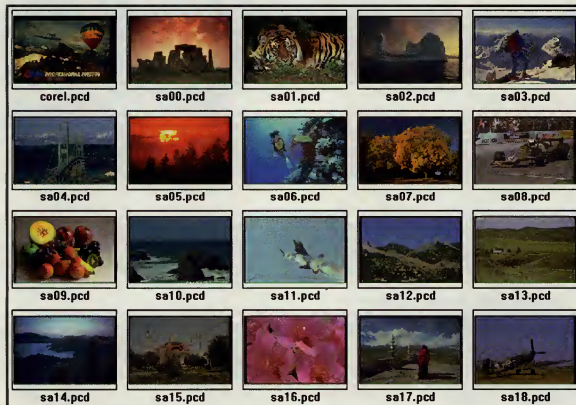 PROFESSIONAL PHOTOS
corel.pcd sa00.pcd sa01.pcd sa02.pcd sa03.pcd
sa04.pcd sa05.pcd sa06.pcd sa07.pcd sa08.pcd
sa09.pcd sa10.pcd sa11.pcd sa12.pcd sa13.pcd
sa14.pcd sa15.pcd sa16.pcd sa17.pcd sa18.pcd